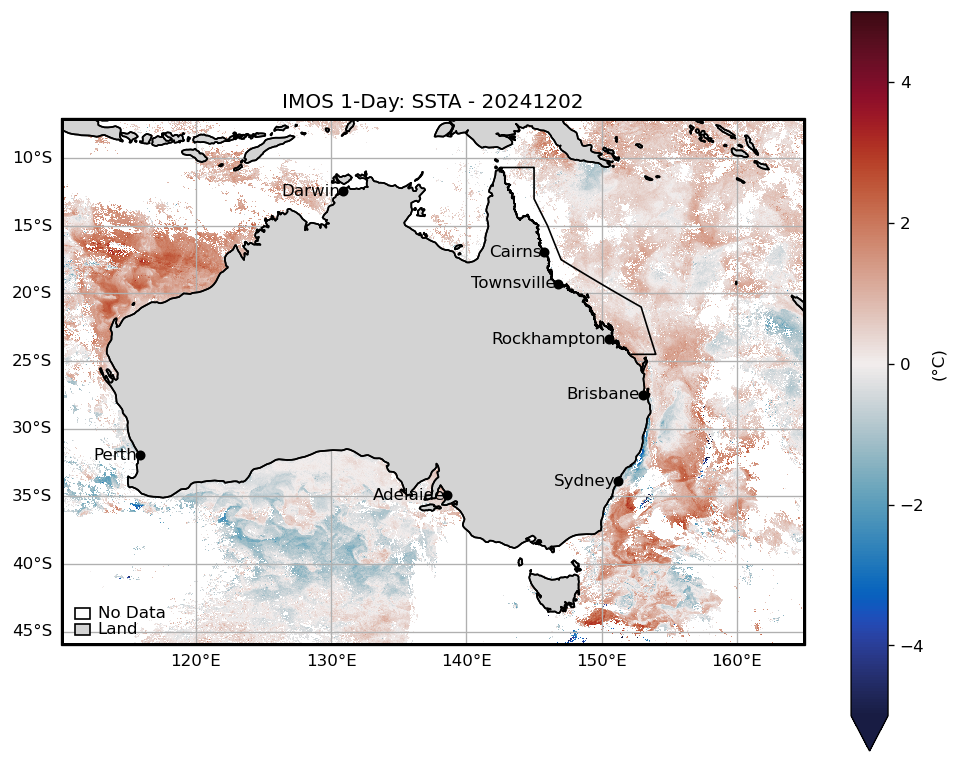 IMOS 1-Day: SSTA - 20241202
4
2
0
−2
−4
(°C)
10°S
15°S
20°S
25°S
30°S
35°S
40°S
45°S
Darwin
Cairns
Townsville
Rockhampton
Brisbane
Perth
Sydney
Adelaide
No Data
Land
120°E 130°E 140°E 150°E 160°E